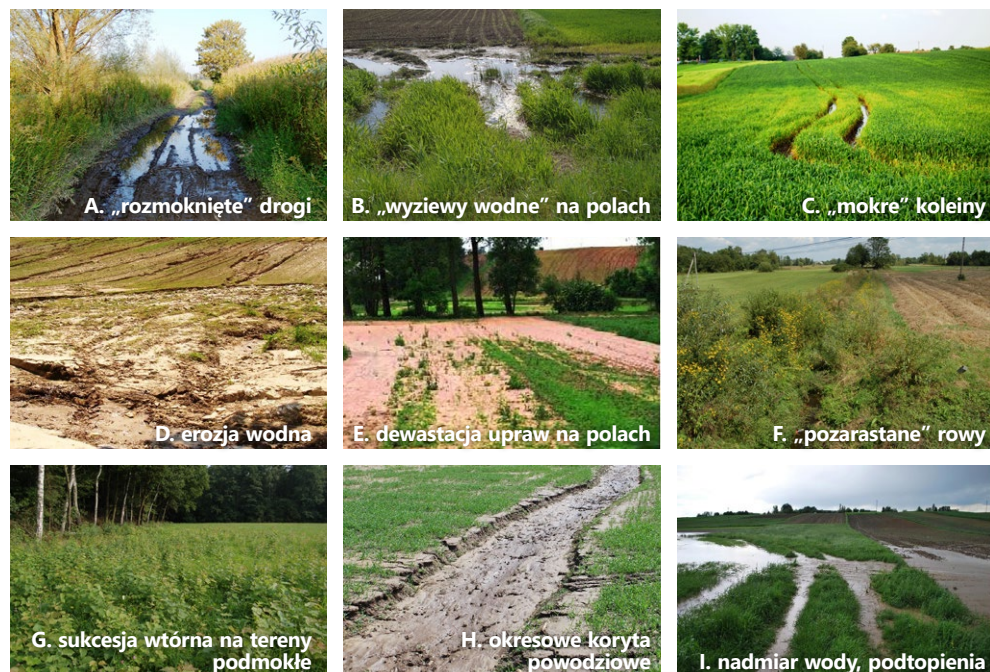 A. „rozmoknięte” drogi
B. „wyziewy wodne” na polach
C. „mokre” koleiny
D. erozja wodna
E. dewastacja upraw na polach
F. „pozarastane” rowy
G. sukcesja wtórna na tereny
podmokłe
H. okresowe koryta
powodziowe
I. nadmiar wody, podtopienia